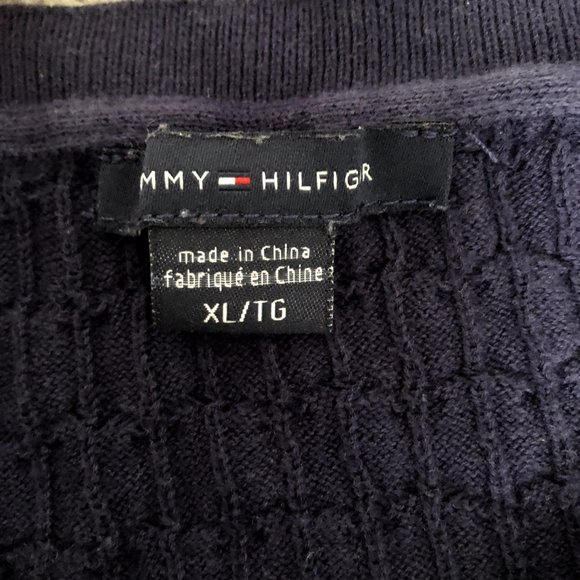 MMY HILFIGR
made in China
fabriqué en Chine
XL/TG